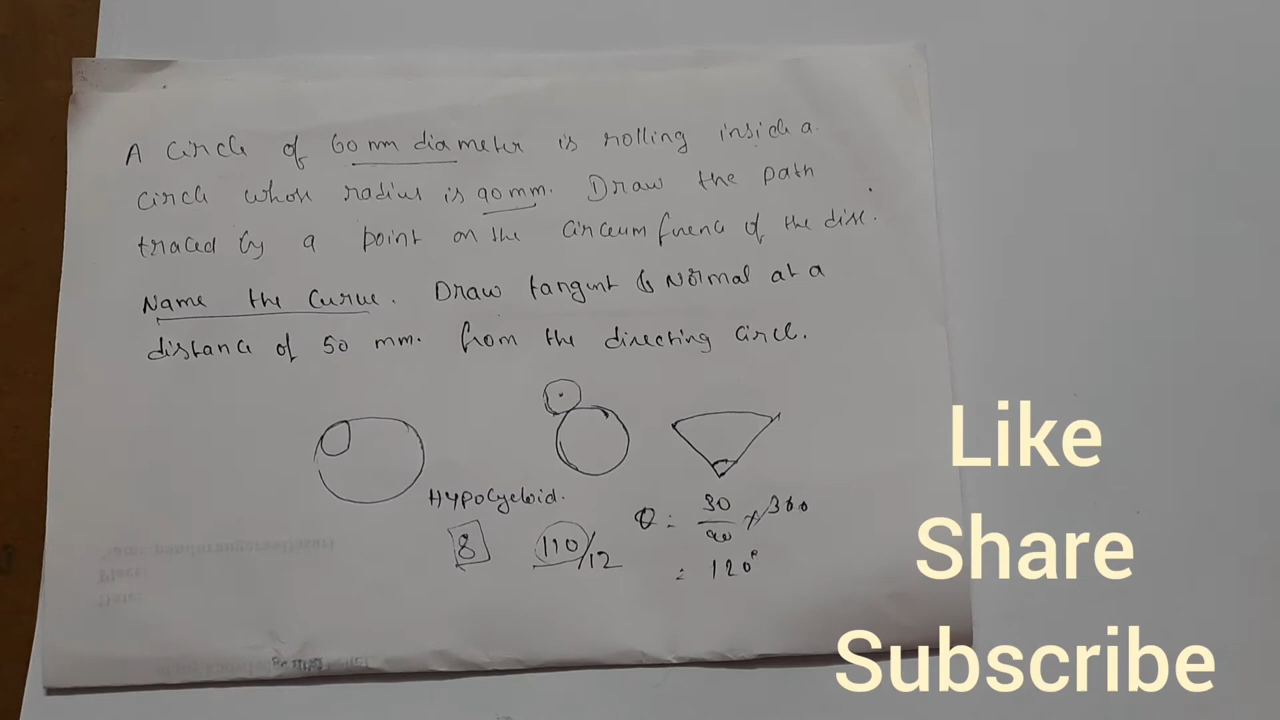 A circle of 60 mm diameter is rolling inside a
circle whose radius is 90mm. Draw the path
traced by a point on the circumference of the disc.
Name the Curve. Draw tangent & Normal at a
distance of 50 mm. from the directing circle.
Hypocycloid.
8
110/12
θ = 30/90 × 360
= 120°
Like
Share
Subscribe